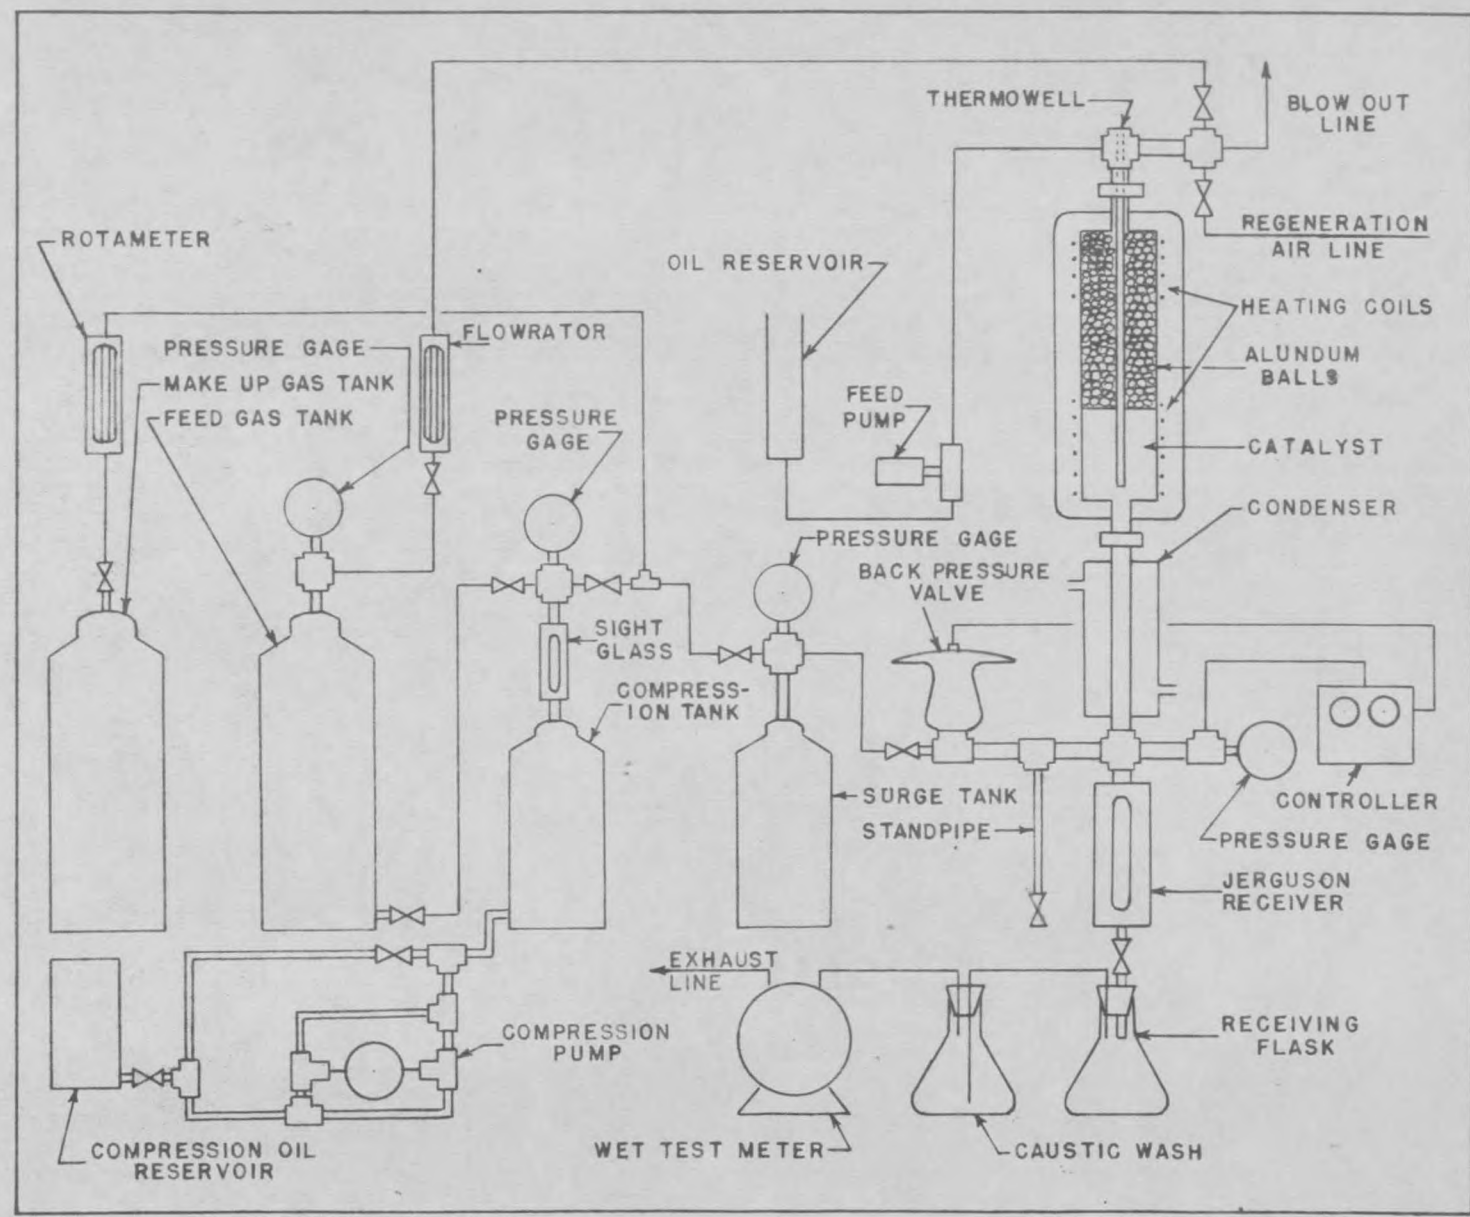 THERMOWELL
BLOW OUT
LINE
ROTAMETER
REGENERATION
AIR LINE
OIL RESERVOIR
HEATING COILS
FLOWRATOR
PRESSURE GAGE
MAKE UP GAS TANK
FEED GAS TANK
ALUNDUM
BALLS
FEED
PUMP
PRESSURE
GAGE
CATALYST
CONDENSER
PRESSURE GAGE
BACK PRESSURE
VALVE
SIGHT
GLASS
COMPRESS-
ION TANK
SURGE TANK
STANDPIPE
CONTROLLER
PRESSURE GAGE
JERGUSON
RECEIVER
EXHAUST
LINE
COMPRESSION
PUMP
RECEIVING
FLASK
COMPRESSION OIL
RESERVOIR
WET TEST METER
CAUSTIC WASH